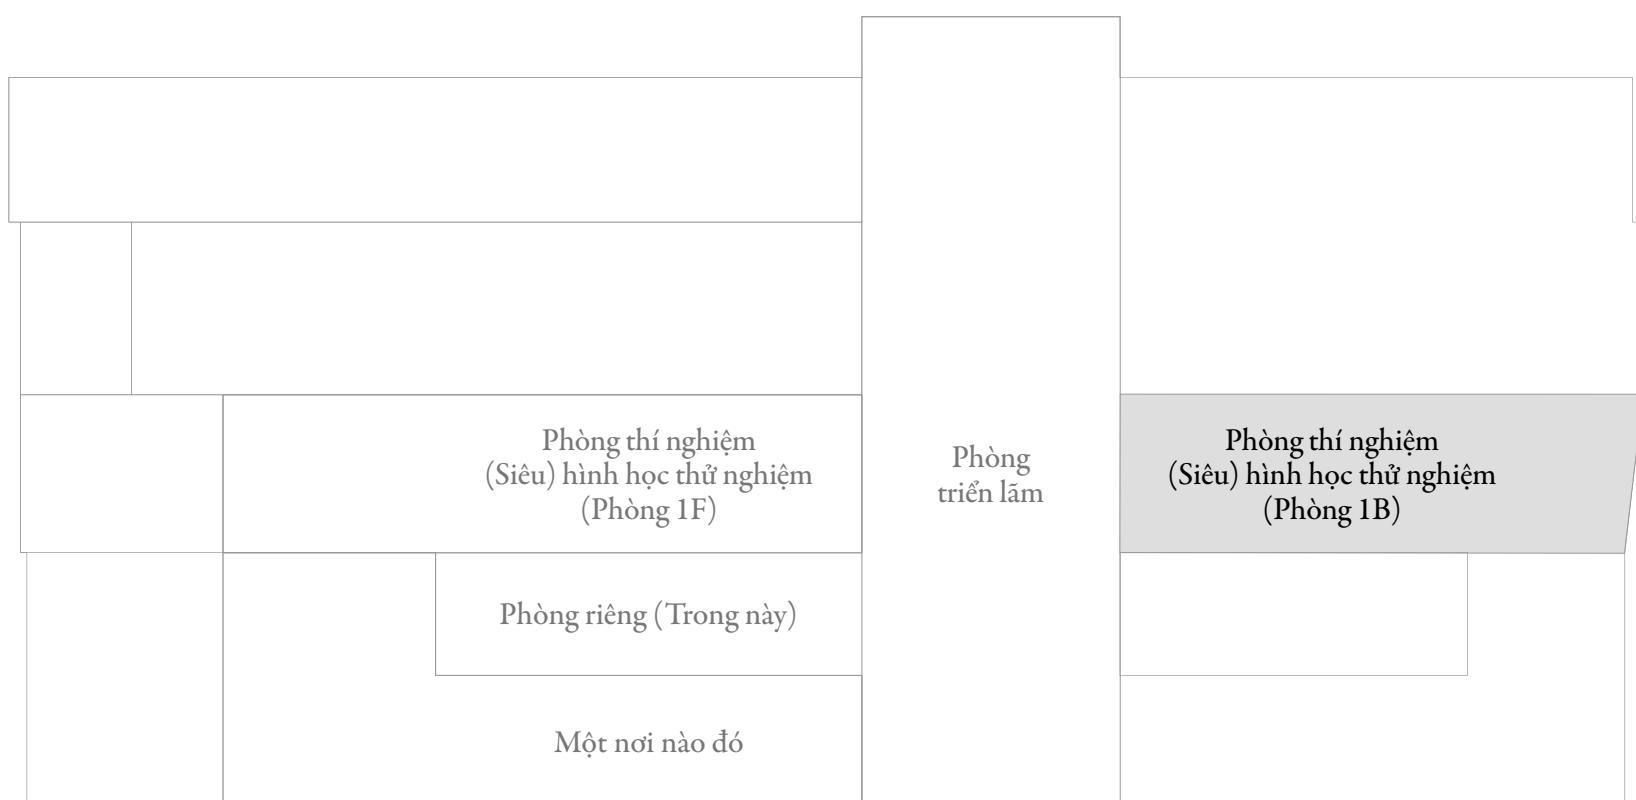 Phòng thí nghiệm
(Siêu) hình học thử nghiệm
(Phòng 1F)
Phòng
triển lãm
Phòng thí nghiệm
(Siêu) hình học thử nghiệm
(Phòng 1B)
Phòng riêng (Trong này)
Một nơi nào đó